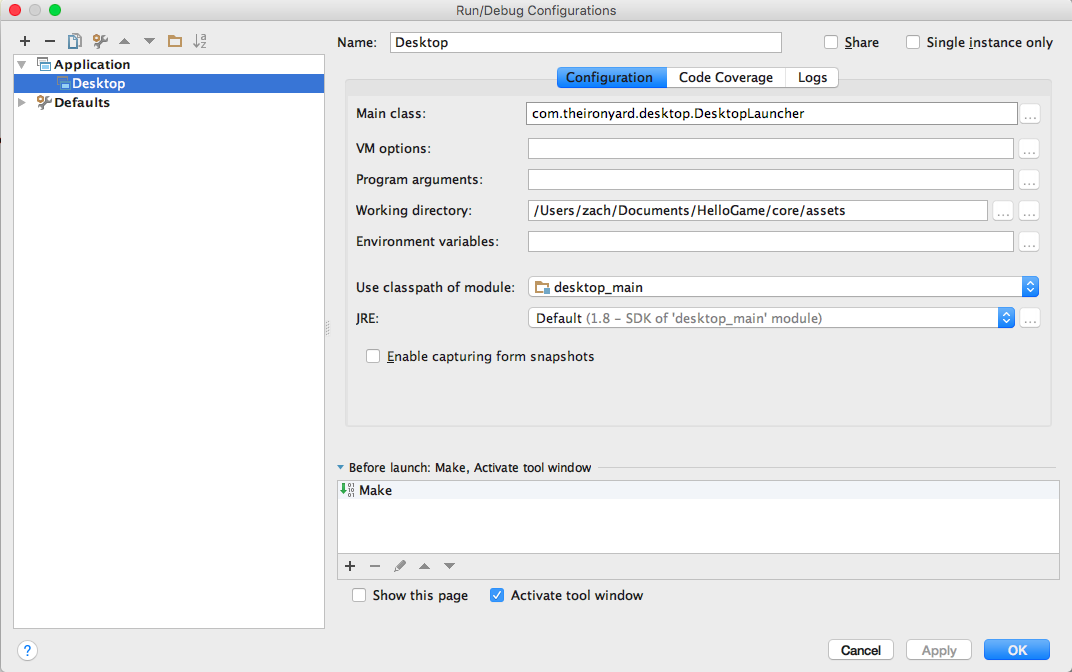 Run/Debug Configurations
Name: Desktop Share Single instance only
Application
Desktop
Defaults
Configuration Code Coverage Logs
Main class: com.theironyard.desktop.DesktopLauncher ...
VM options: ...
Program arguments: ...
Working directory: /Users/zach/Documents/HelloGame/core/assets ... ...
Environment variables: ...
Use classpath of module: desktop_main
JRE: Default (1.8 – SDK of 'desktop_main' module) ...
Enable capturing form snapshots
Before launch: Make, Activate tool window
Make
Show this page Activate tool window
? Cancel Apply OK